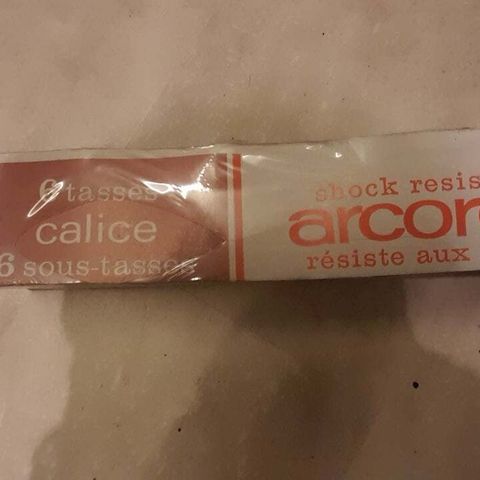 6 tasses
calice
6 sous-tasses
shock resis
arcor
résiste aux